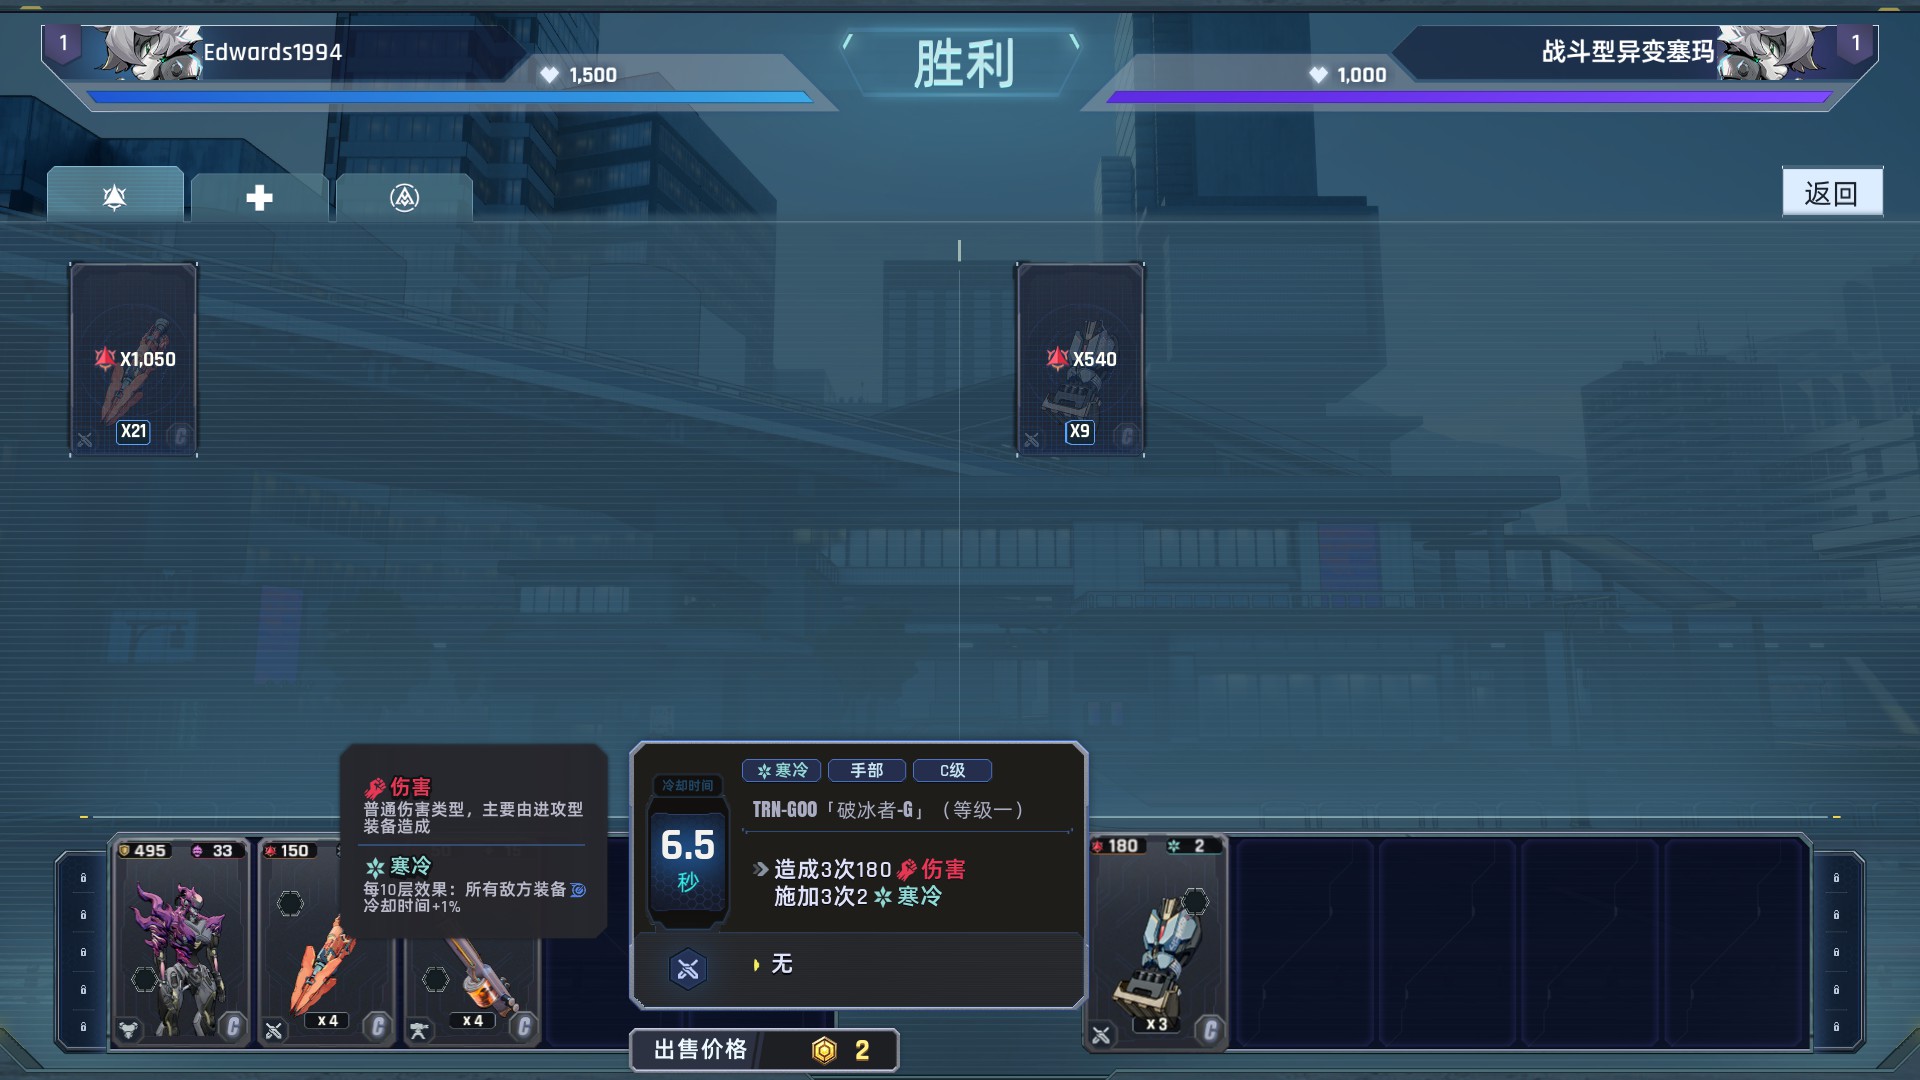 1
Edwards1994
1,500
胜利
1,000
战斗型异变塞玛
1
返回
X1,050
X21
C
X540
X9
C
伤害
普通伤害类型，主要由进攻型
装备造成
寒冷
每10层效果：所有敌方装备
冷却时间+1%
冷却时间
6.5
秒
寒冷
手部
C级
TRN-G00「破冰者-G」（等级一）
造成3次180 伤害
施加3次2 寒冷
无
出售价格
2
495
33
C
150
x4
C
x4
C
180
2
x3
C